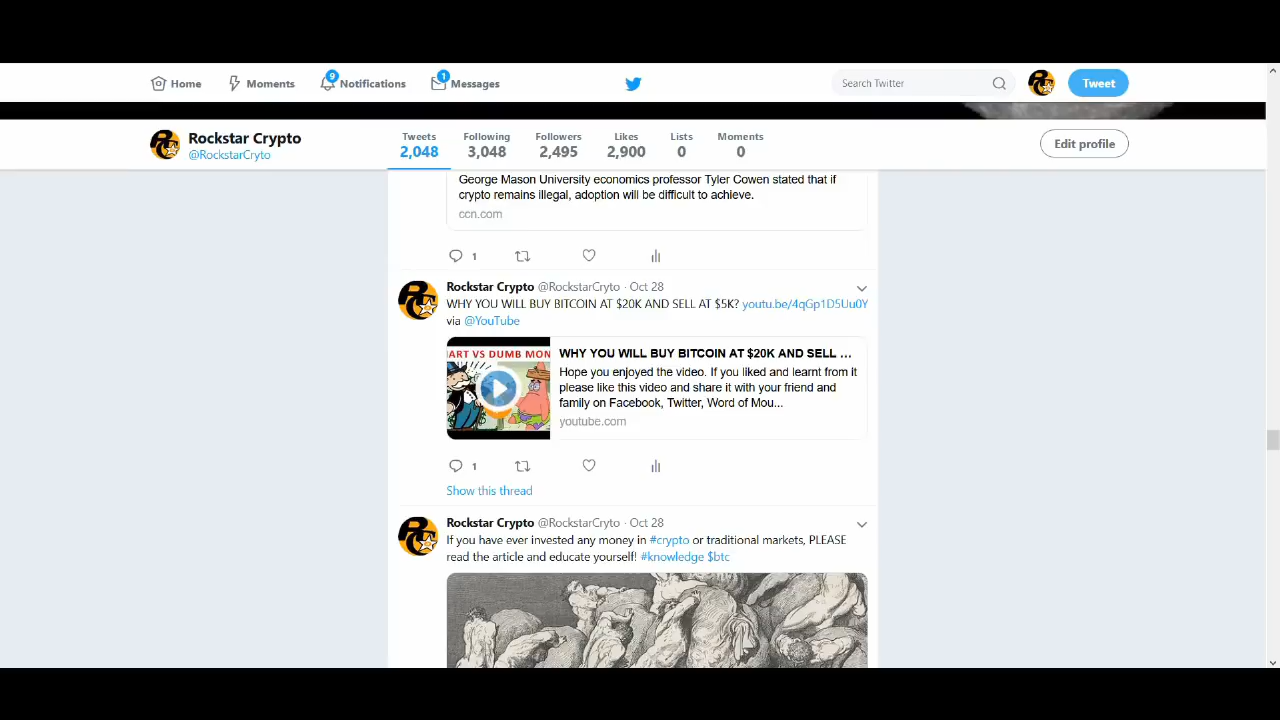 Home Moments 9 Notifications 1 Messages Search Twitter Tweet
Rockstar Crypto
@RockstarCryto
Tweets Following Followers Likes Lists Moments
2,048 3,048 2,495 2,900 0 0
Edit profile
George Mason University economics professor Tyler Cowen stated that if
crypto remains illegal, adoption will be difficult to achieve.
ccn.com
1
Rockstar Crypto @RockstarCryto · Oct 28
WHY YOU WILL BUY BITCOIN AT $20K AND SELL AT $5K? youtu.be/4qGp1D5Uu0Y
via @YouTube
ART VS DUMB MON
WHY YOU WILL BUY BITCOIN AT $20K AND SELL ...
Hope you enjoyed the video. If you liked and learnt from it
please like this video and share it with your friend and
family on Facebook, Twitter, Word of Mou...
youtube.com
1
Show this thread
Rockstar Crypto @RockstarCryto · Oct 28
If you have ever invested any money in #crypto or traditional markets, PLEASE
read the article and educate yourself! #knowledge $btc